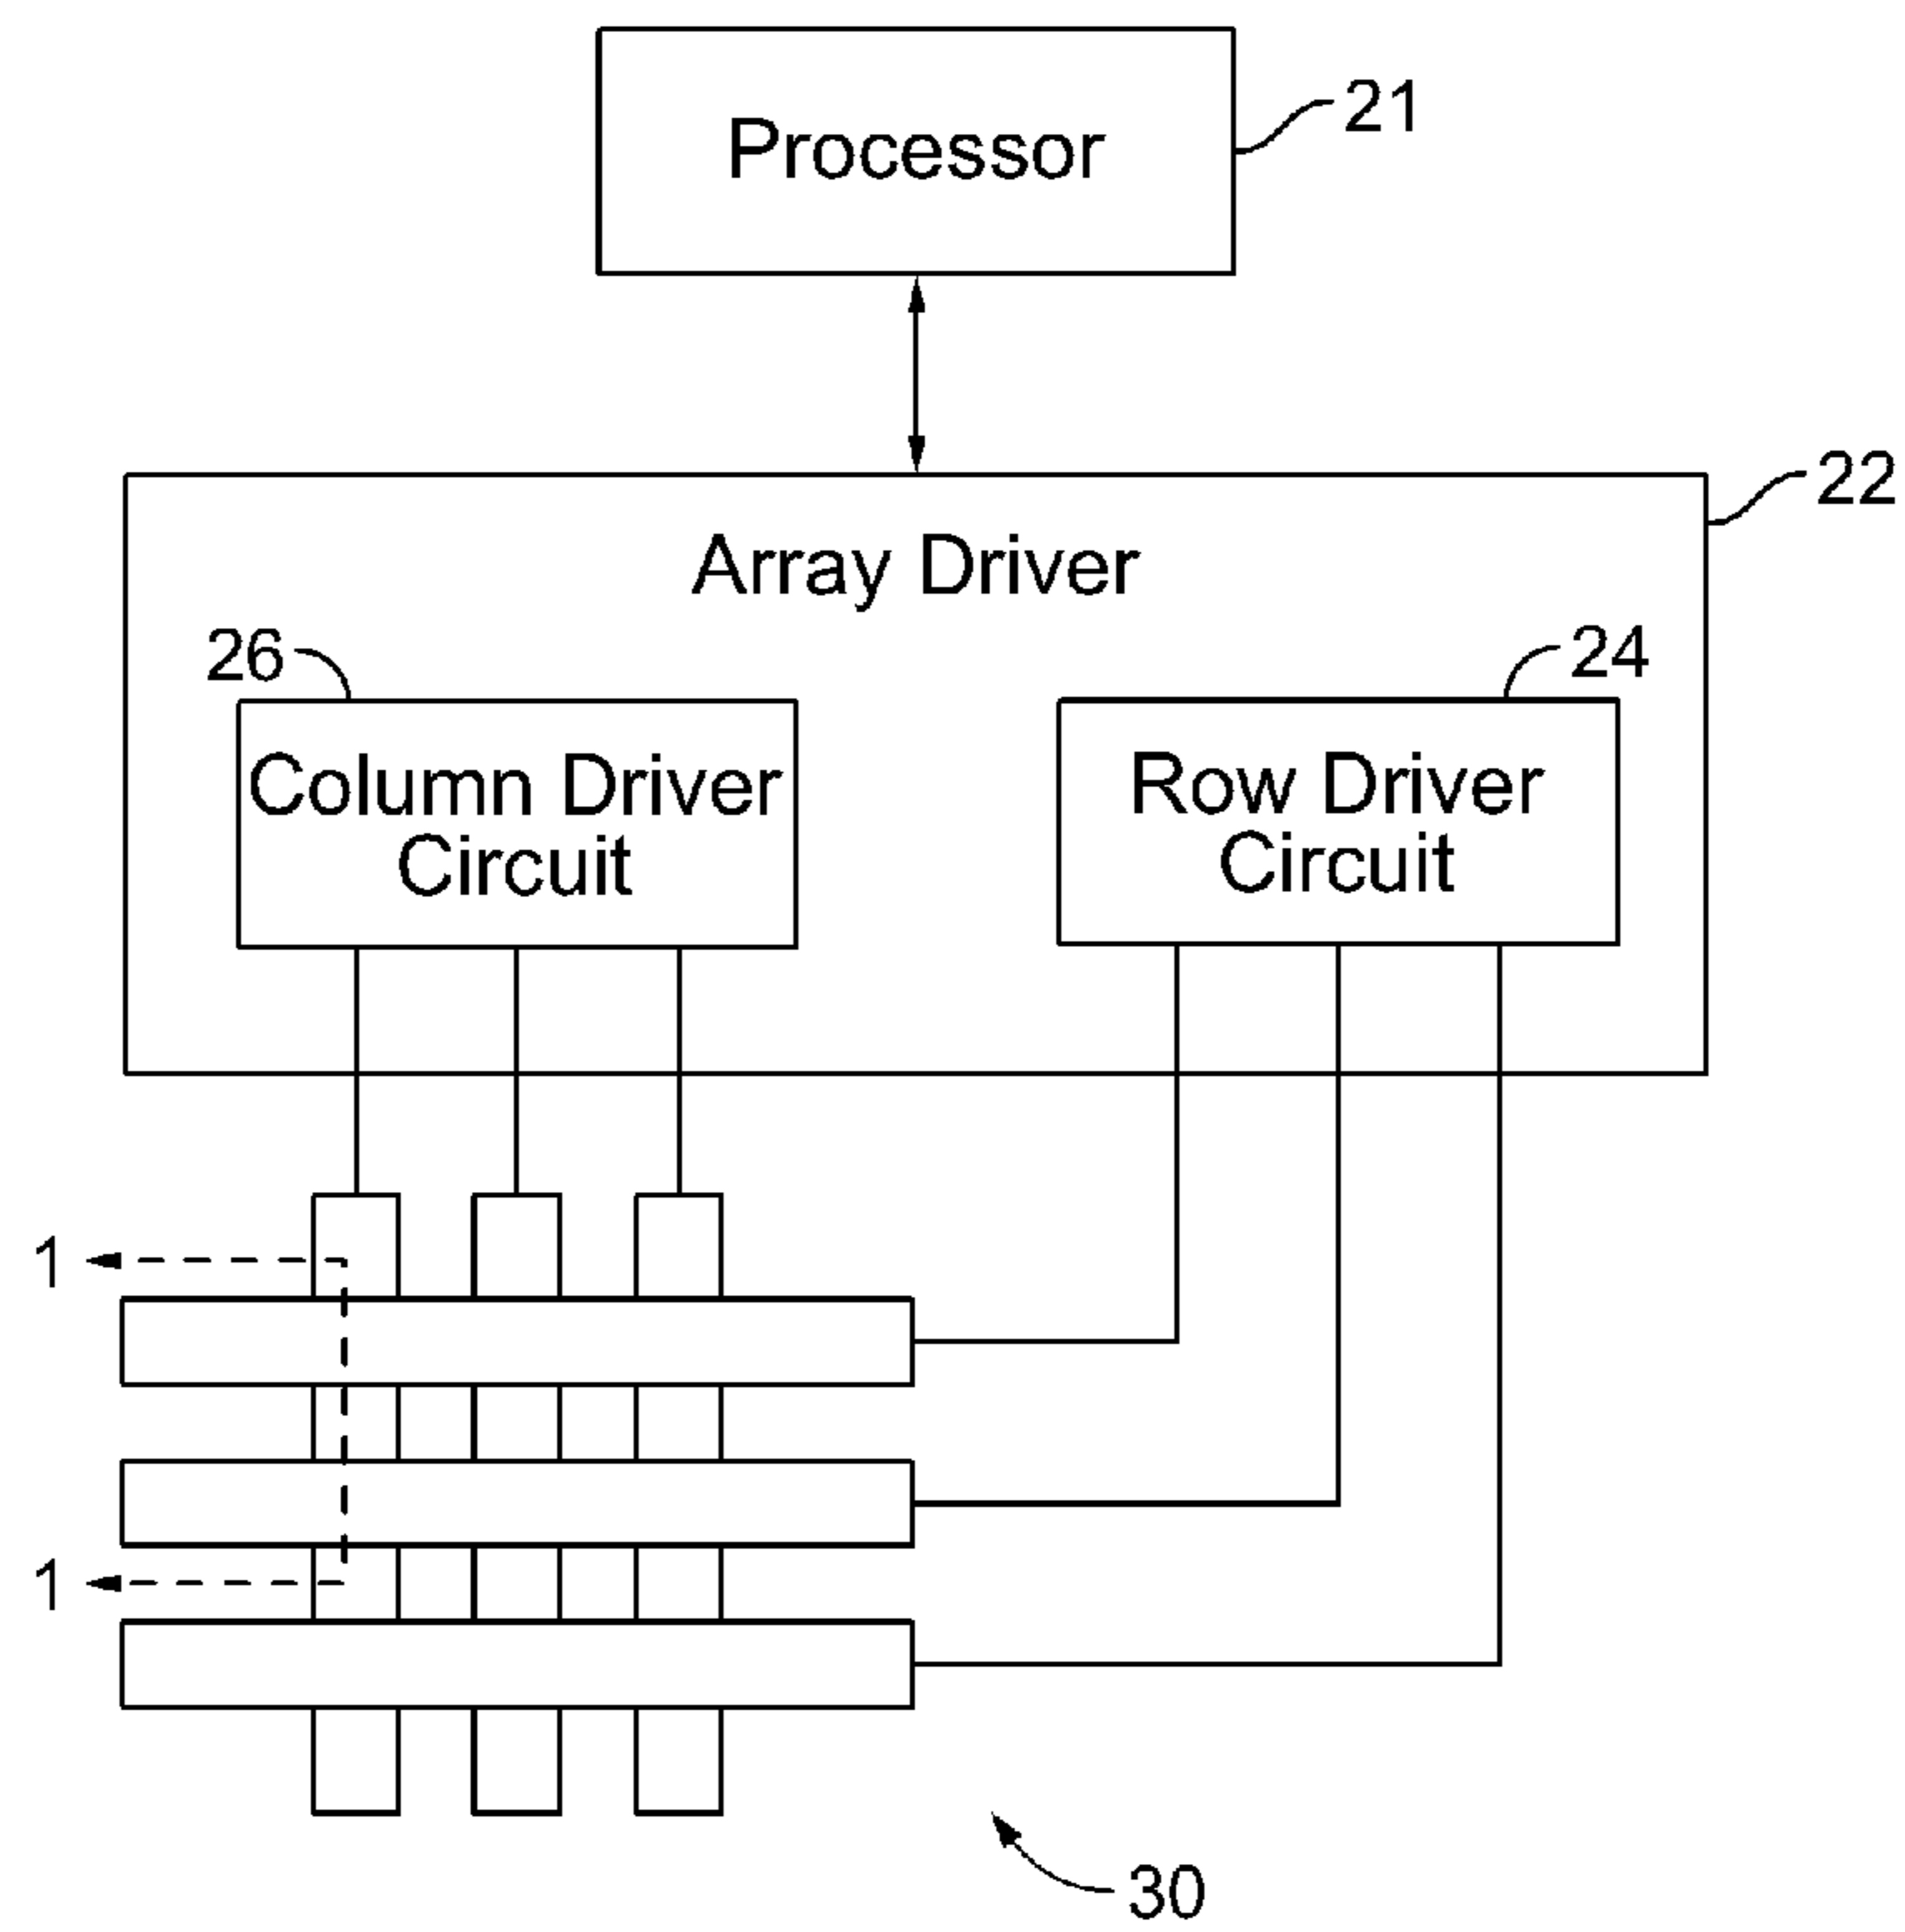 Processor
21
22
Array Driver
26
24
Column Driver
Circuit
Row Driver
Circuit
1
1
30